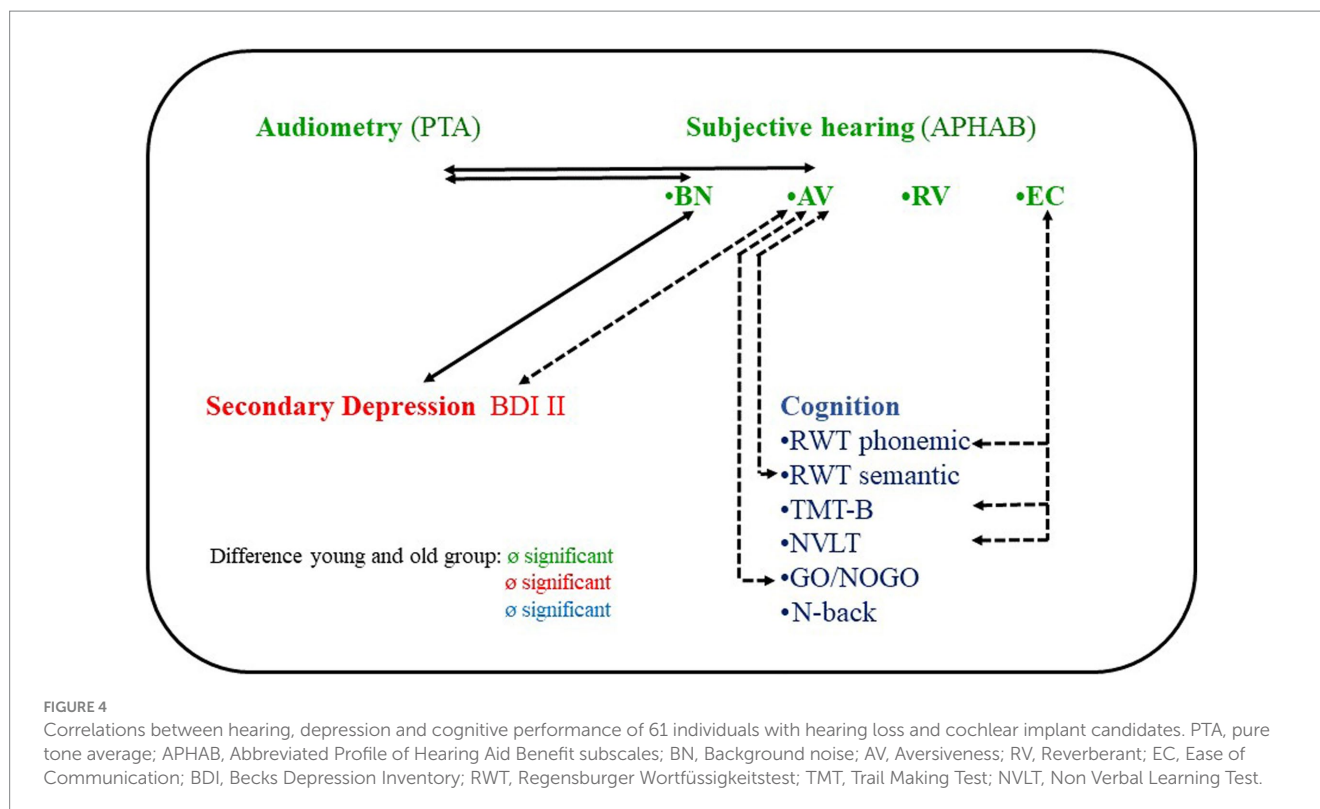 Audiometry (PTA)
Subjective hearing (APHAB)
•BN •AV •RV •EC
Secondary Depression BDI II
Cognition
•RWT phonemic
•RWT semantic
•TMT-B
•NVLT
•GO/NOGO
•N-back
Difference young and old group: ø significant
ø significant
ø significant
FIGURE 4
Correlations between hearing, depression and cognitive performance of 61 individuals with hearing loss and cochlear implant candidates. PTA, pure
tone average; APHAB, Abbreviated Profile of Hearing Aid Benefit subscales; BN, Background noise; AV, Aversiveness; RV, Reverberant; EC, Ease of
Communication; BDI, Becks Depression Inventory; RWT, Regensburger Wortfüssigkeitstest; TMT, Trail Making Test; NVLT, Non Verbal Learning Test.